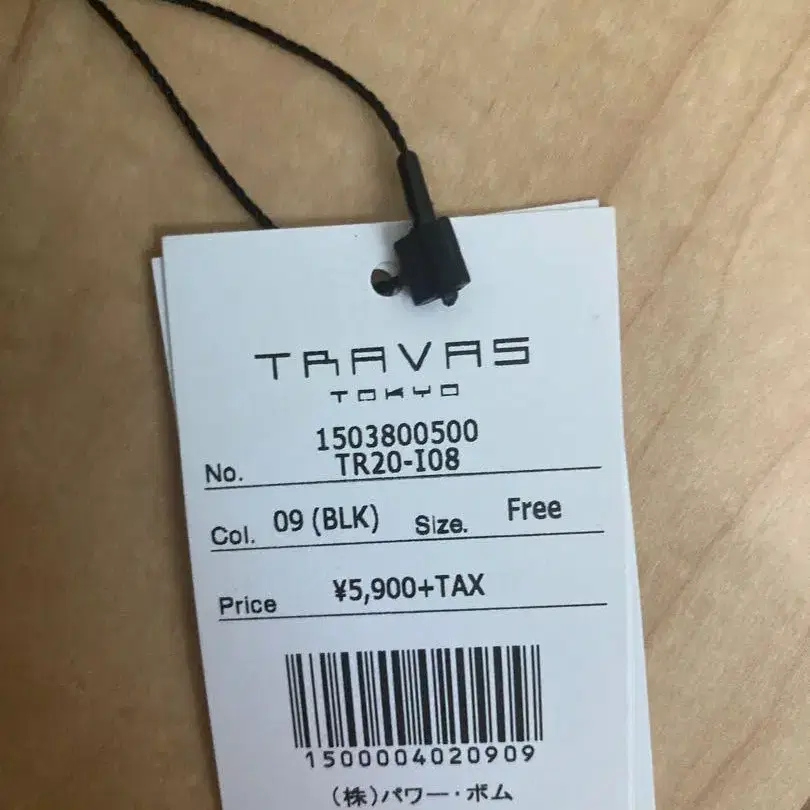 TRAVAS
TOKYO
1503800500
No. TR20-I08
Col. 09 (BLK) Size. Free
Price ¥5,900+TAX
1500004020909
(株)パワー・ボム